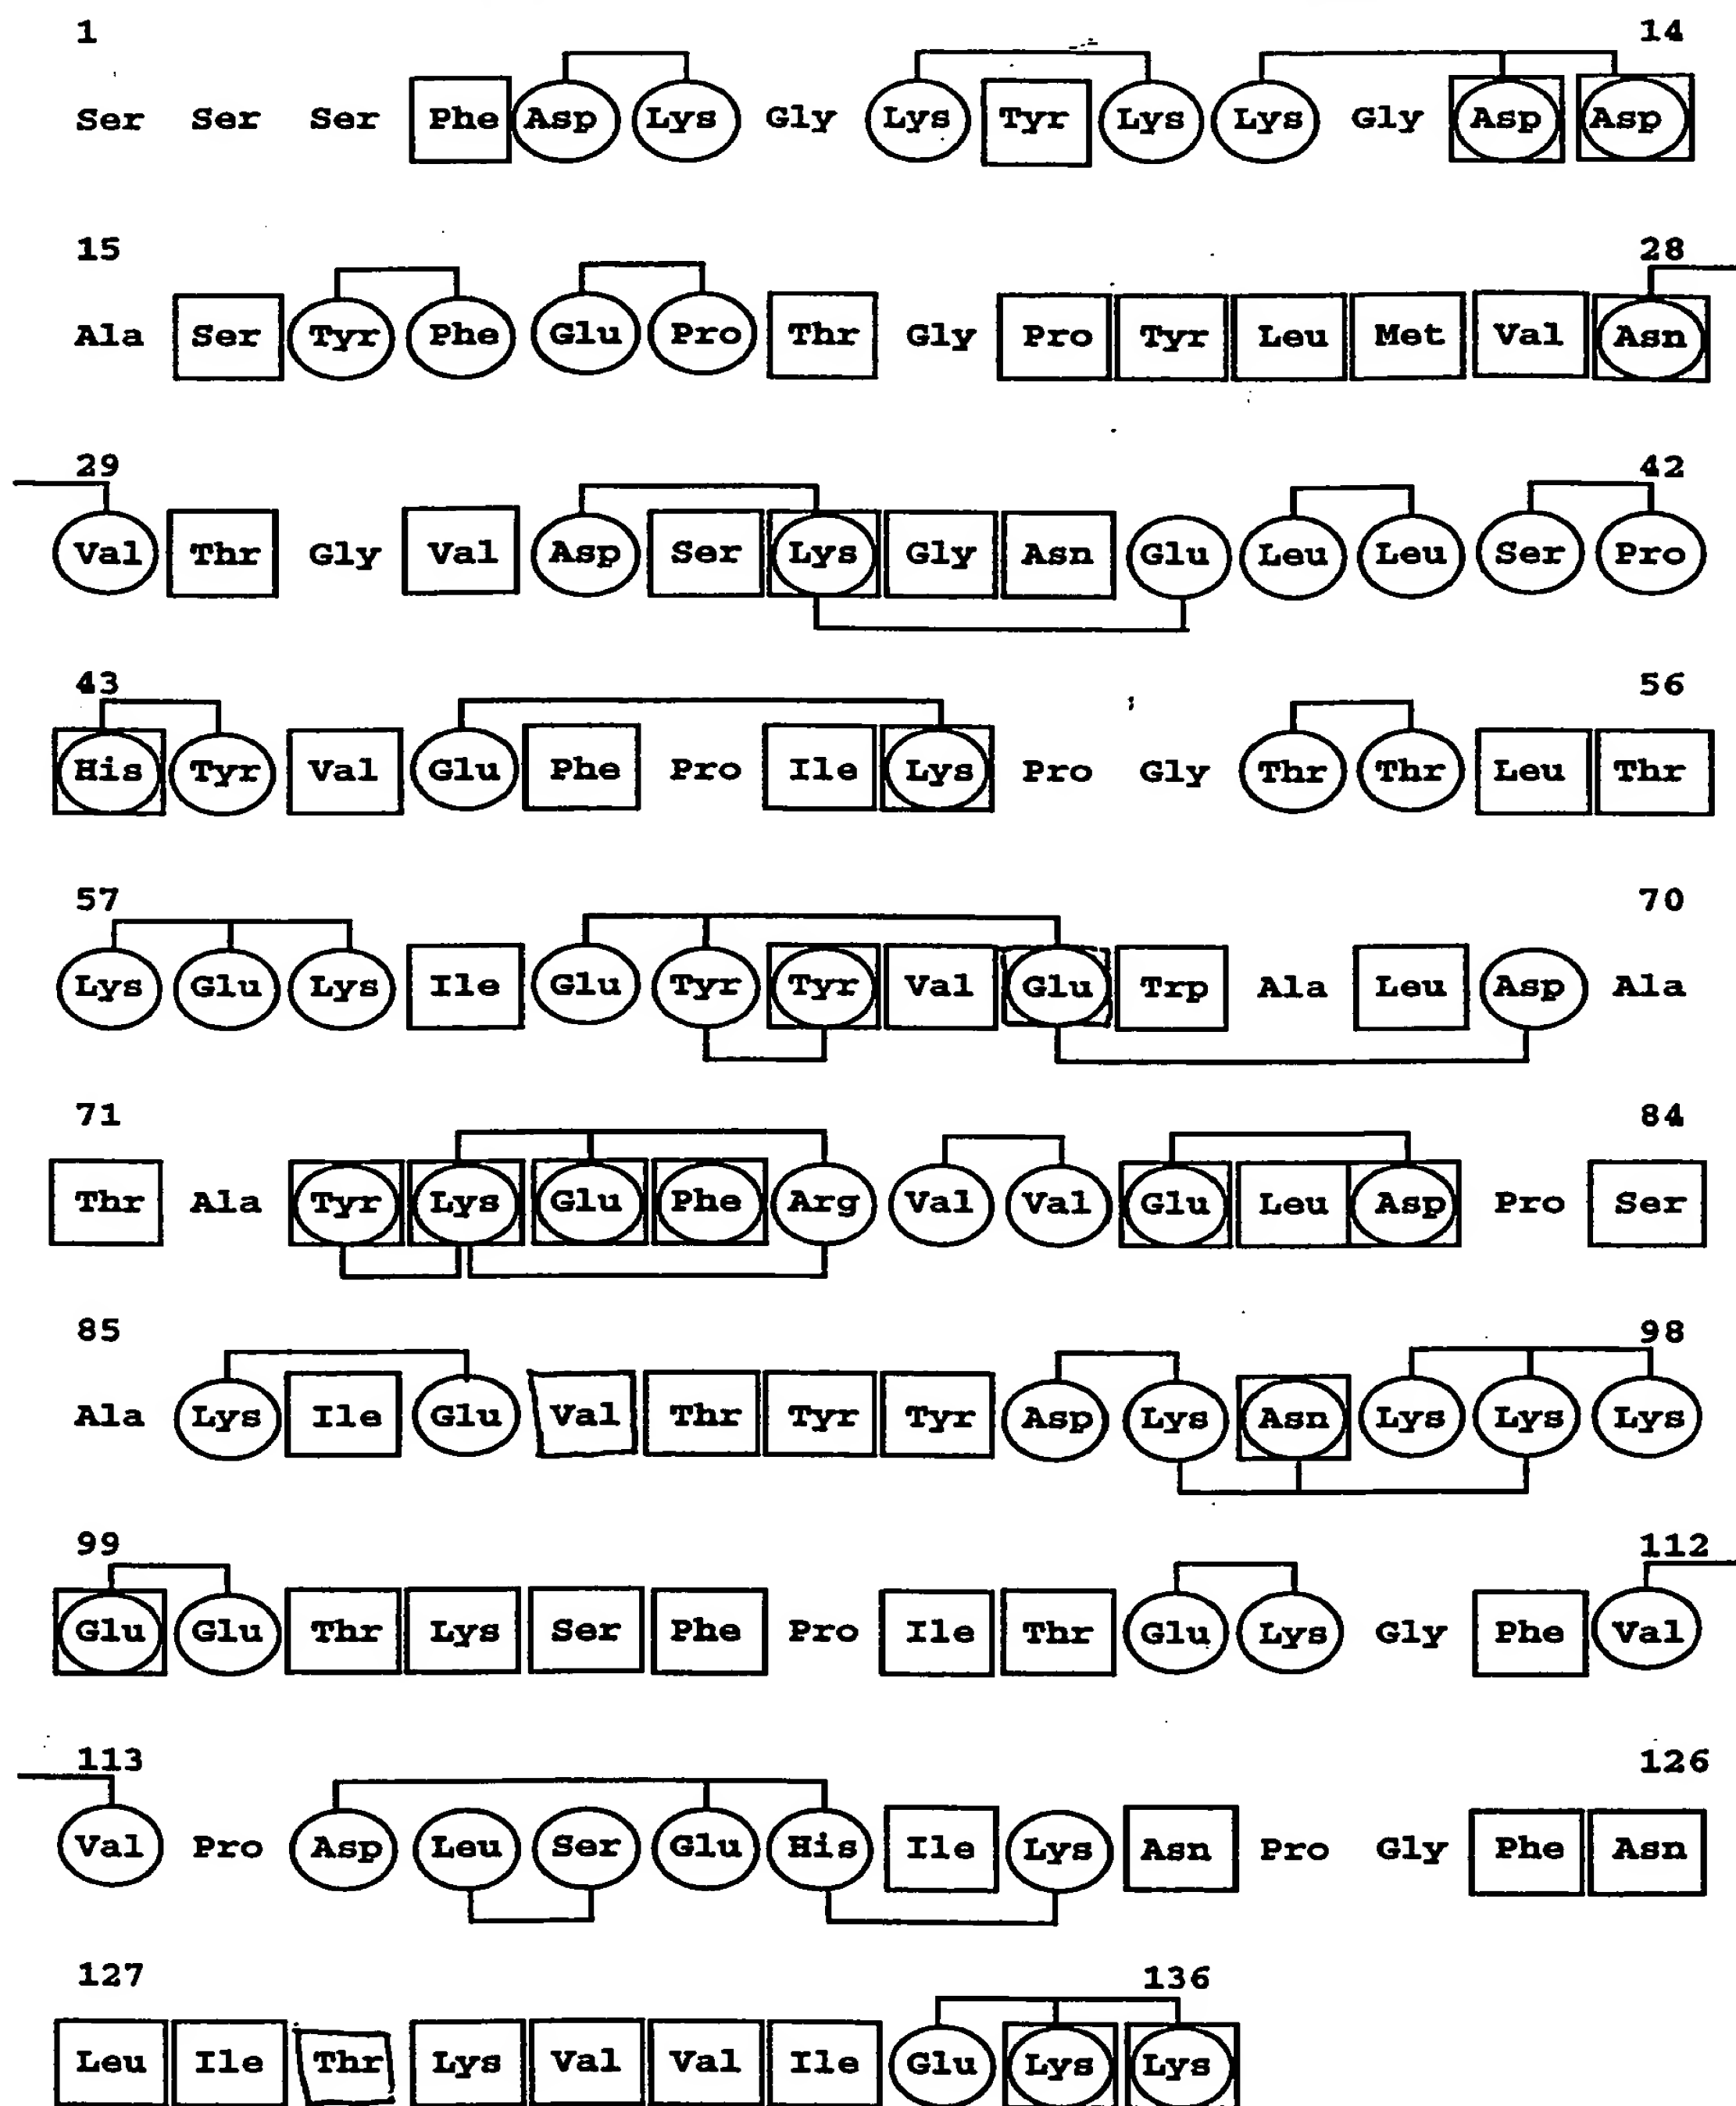 1 14
Ser Ser Ser Phe Asp Lys Gly Lys Tyr Lys Lys Gly Asp Asp
15 28
Ala Ser Tyr Phe Glu Pro Thr Gly Pro Tyr Leu Met Val Asn
29 42
Val Thr Gly Val Asp Ser Lys Gly Asn Glu Leu Leu Ser Pro
43 56
His Tyr Val Glu Phe Pro Ile Lys Pro Gly Thr Thr Leu Thr
57 70
Lys Glu Lys Ile Glu Tyr Tyr Val Glu Trp Ala Leu Asp Ala
71 84
Thr Ala Tyr Lys Glu Phe Arg Val Val Glu Leu Asp Pro Ser
85 98
Ala Lys Ile Glu Val Thr Tyr Tyr Asp Lys Asn Lys Lys Lys
99 112
Glu Glu Thr Lys Ser Phe Pro Ile Thr Glu Lys Gly Phe Val
113 126
Val Pro Asp Leu Ser Glu His Ile Lys Asn Pro Gly Phe Asn
127 136
Leu Ile Thr Lys Val Val Ile Glu Lys Lys